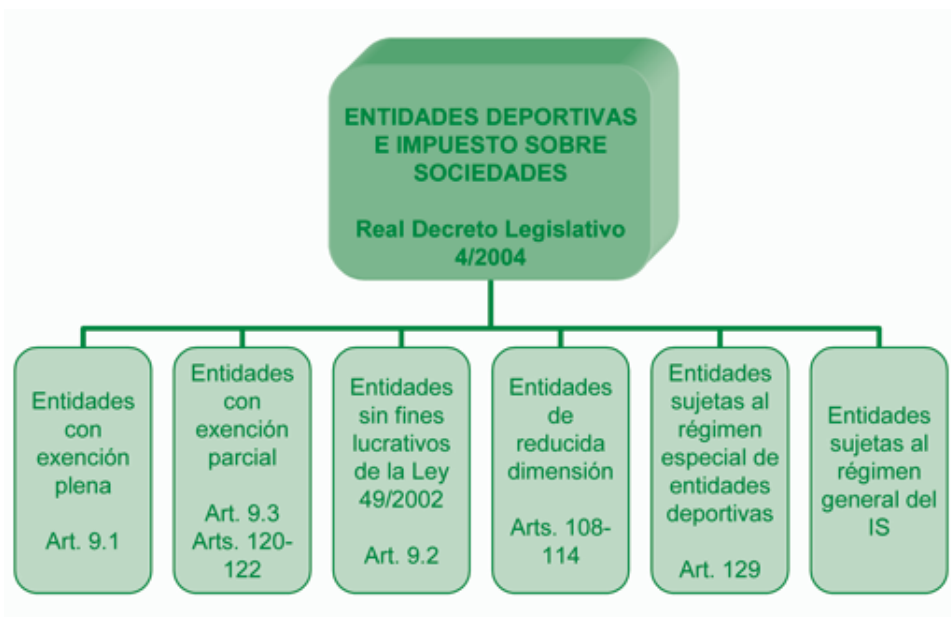 ENTIDADES DEPORTIVAS
E IMPUESTO SOBRE
SOCIEDADES
Real Decreto Legislativo
4/2004
Entidades
con
exención
plena
Art. 9.1
Entidades
con
exención
parcial
Art. 9.3
Arts. 120-
122
Entidades
sin fines
lucrativos
de la Ley
49/2002
Art. 9.2
Entidades
de
reducida
dimensión
Arts. 108-
114
Entidades
sujetas al
régimen
especial de
entidades
deportivas
Art. 129
Entidades
sujetas al
régimen
general del
IS